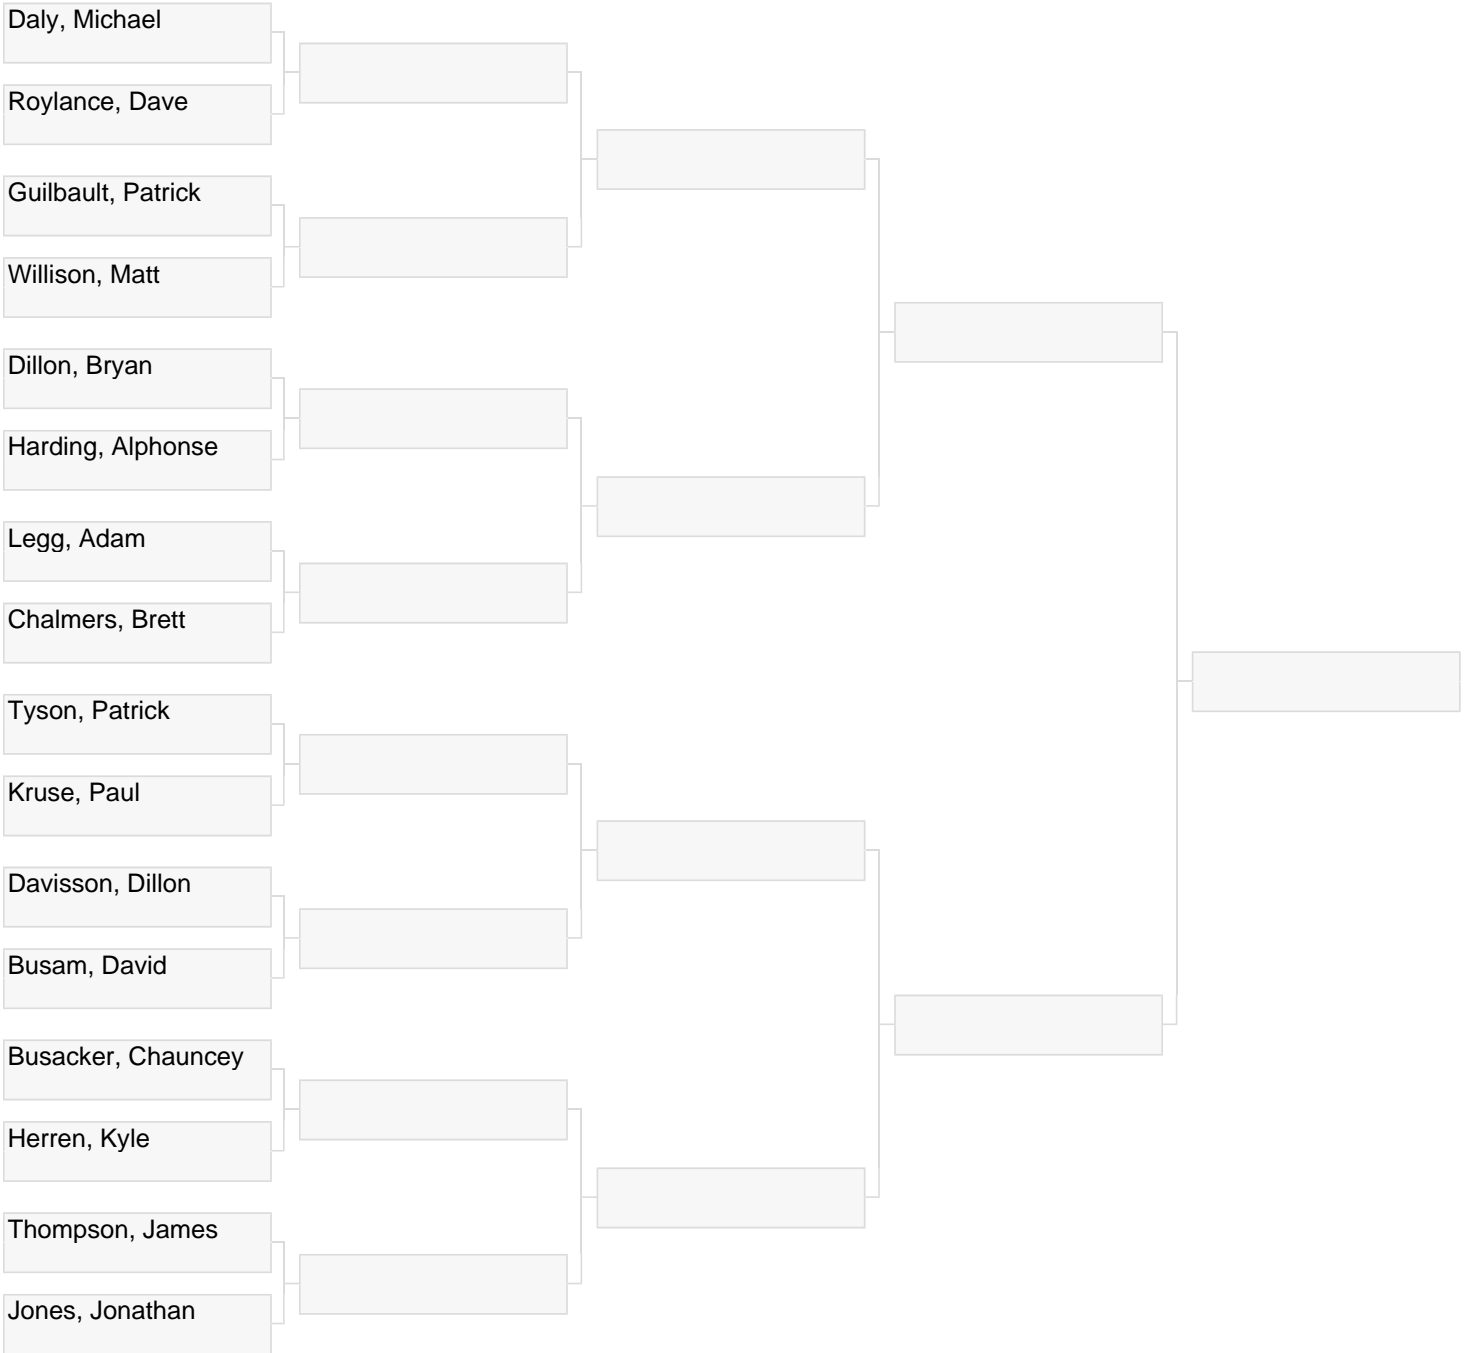 Daly, Michael
Roylance, Dave
Guilbault, Patrick
Willison, Matt
Dillon, Bryan
Harding, Alphonse
Legg, Adam
Chalmers, Brett
Tyson, Patrick
Kruse, Paul
Davisson, Dillon
Busam, David
Busacker, Chauncey
Herren, Kyle
Thompson, James
Jones, Jonathan